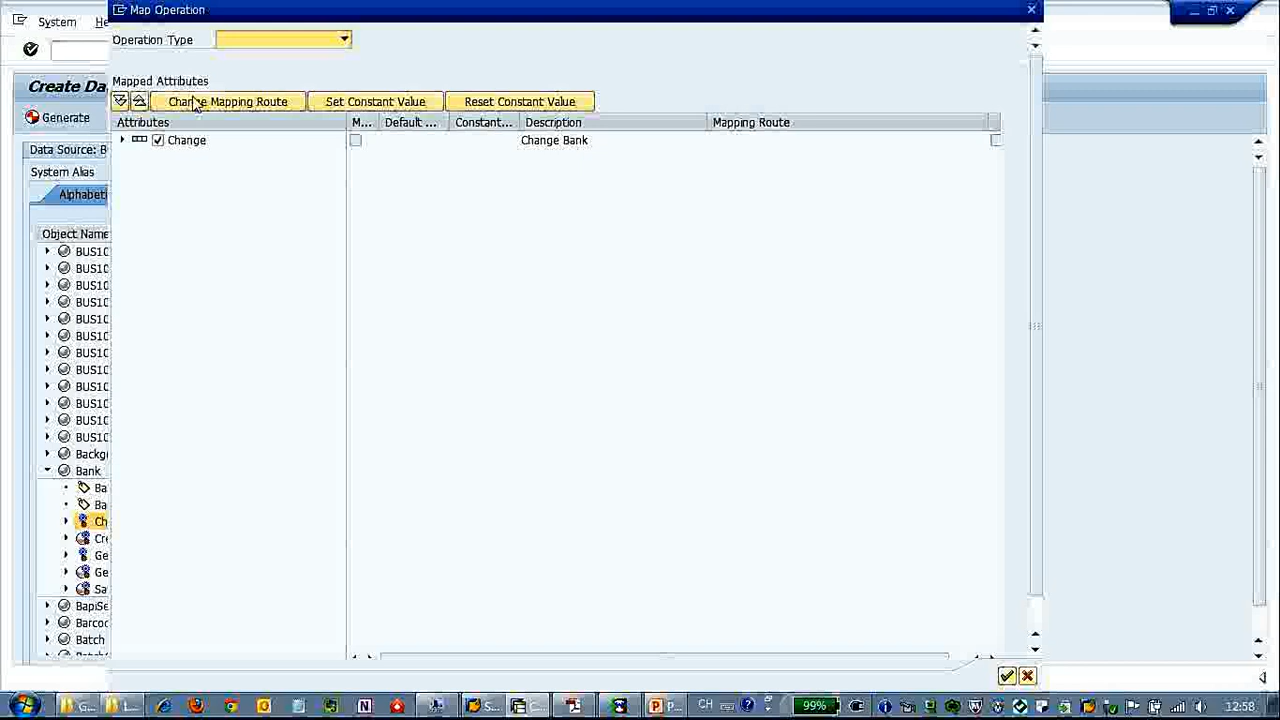 Map Operation
System He
Operation Type
Create Da
Mapped Attributes
Change Mapping Route Set Constant Value Reset Constant Value
Generate
Attributes M... Default ... Constant... Description Mapping Route
Change Change Bank
Data Source: B
System Alias
Alphabeti
Object Name
BUS10
BUS10
BUS10
BUS10
BUS10
BUS10
BUS10
BUS10
BUS10
BUS10
BUS10
BUS10
Backg
Bank
Ba
Ba
Ch
Cre
Ge
Ge
Sa
BapiSe
Barco
Batch
G... L... S... C... P... CH 99% 12:58